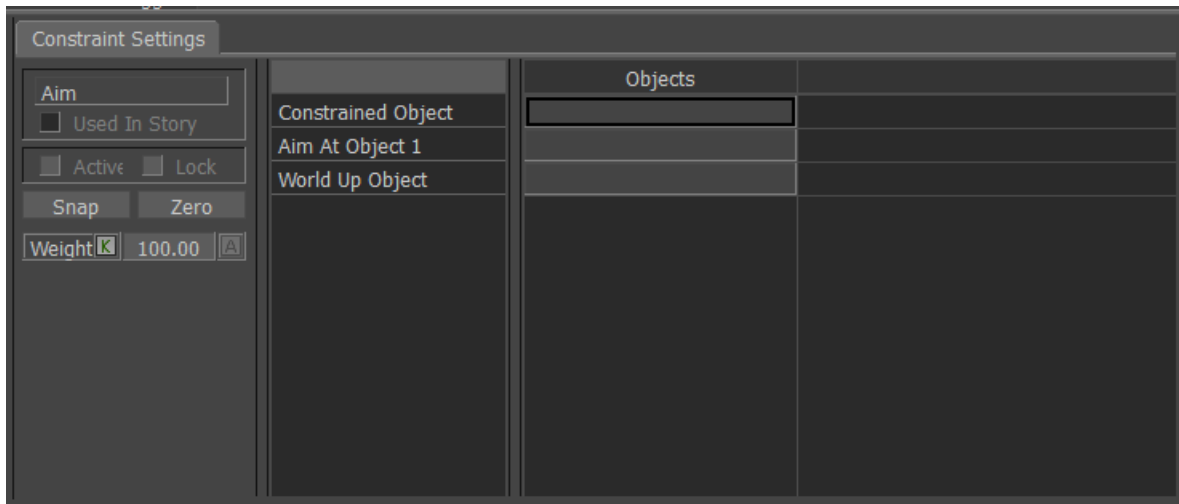 Constraint Settings
Aim
Used In Story
Active Lock
Snap Zero
Weight K 100.00 A
Objects
Constrained Object
Aim At Object 1
World Up Object